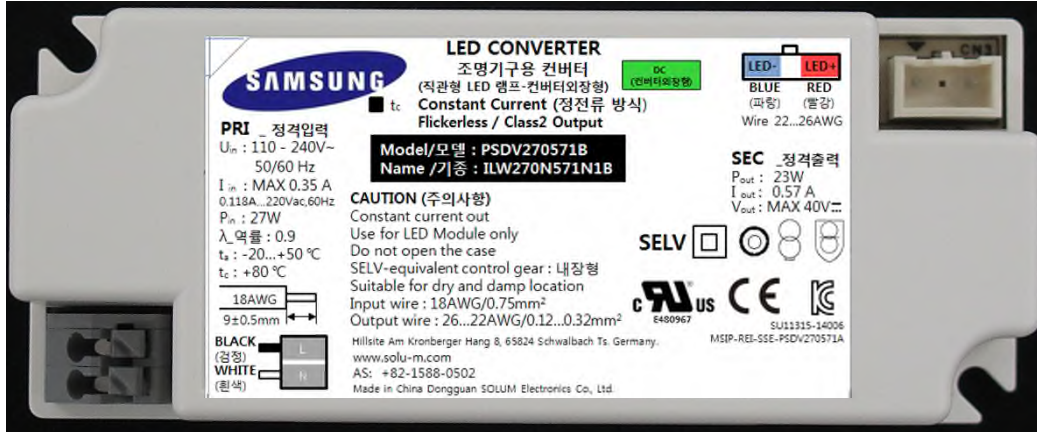 SAMSUNG
LED CONVERTER
조명기구용 컨버터
(직관형 LED 램프-컨버터외장형)
DC
(컨버터외장형)
tc
Constant Current (정전류 방식)
Flickerless / Class2 Output
Model/모델 : PSDV270571B
Name /기종 : ILW270N571N1B
PRI _ 정격입력
Uin : 110 - 240V~
50/60 Hz
I in : MAX 0.35 A
0.118A...220Vac,60Hz
Pin : 27W
λ_역률 : 0.9
ta : -20...+50 ℃
tc : +80 ℃
18AWG
9±0.5mm
BLACK
(검정)
WHITE
(흰색)
L
N
CAUTION (주의사항)
Constant current out
Use for LED Module only
Do not open the case
SELV-equivalent control gear : 내장형
Suitable for dry and damp location
Input wire : 18AWG/0.75mm²
Output wire : 26...22AWG/0.12...0.32mm²
Hillsite Am Kronberger Hang 8, 65824 Schwalbach Ts. Germany.
www.solu-m.com
AS: +82-1588-0502
Made in China Dongguan SOLUM Electronics Co., Ltd.
LED-
LED+
BLUE
RED
(파랑)
(빨강)
Wire 22...26AWG
SEC _정격출력
Pout : 23W
I out : 0.57 A
Vout : MAX 40V
SELV
c RU us
E480967
CE
KC
SU11315-14006
MSIP-REI-SSE-PSDV270571A
CN3